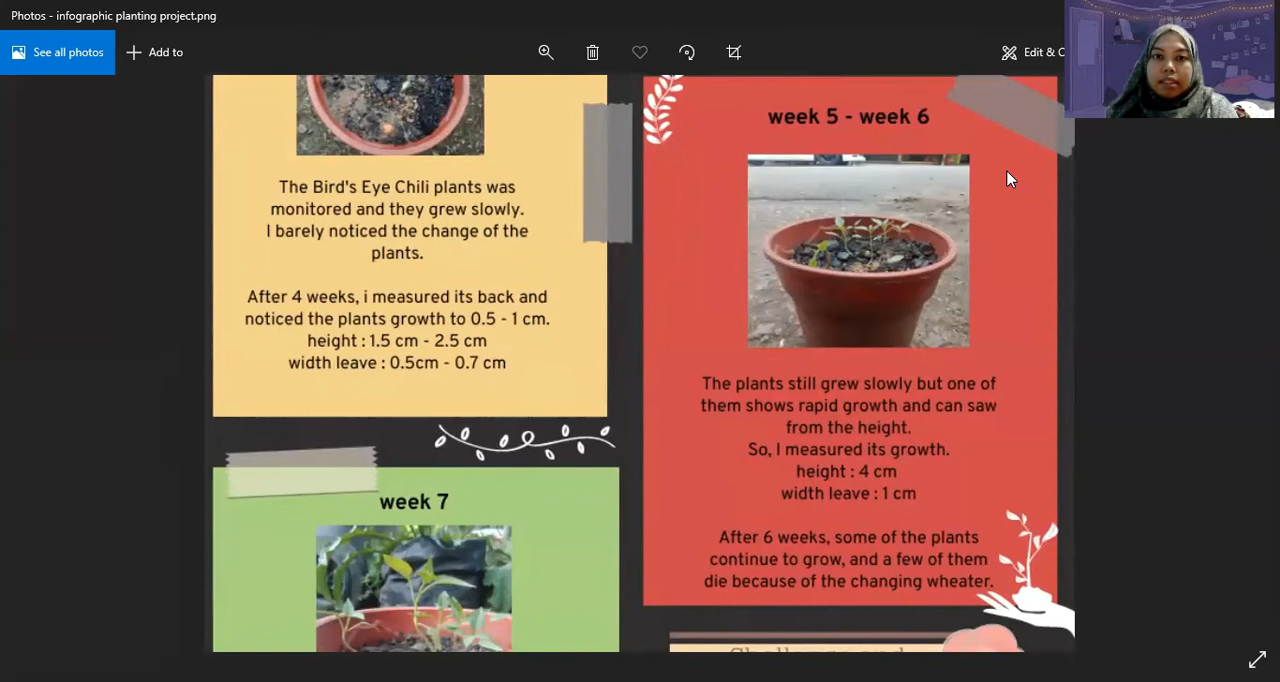 Photos - infographic planting project.png
See all photos
Add to
Edit & C
The Bird's Eye Chili plants was
monitored and they grew slowly.
I barely noticed the change of the
plants.
After 4 weeks, i measured its back and
noticed the plants growth to 0.5 - 1 cm.
height : 1.5 cm - 2.5 cm
width leave : 0.5cm - 0.7 cm
week 5 - week 6
The plants still grew slowly but one of
them shows rapid growth and can saw
from the height.
So, I measured its growth.
height : 4 cm
width leave : 1 cm
After 6 weeks, some of the plants
continue to grow, and a few of them
die because of the changing wheater.
week 7